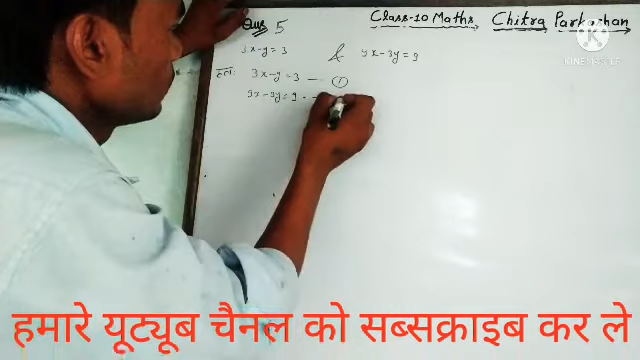 Ques 5
Class-10 Maths
Chitra Parkashan
3x-y=3 & 9x-3y=9
हल: 3x-y=3 -- ①
9x-3y=9 --
KINEMASTER
हमारे यूट्यूब चैनल को सब्सक्राइब कर ले